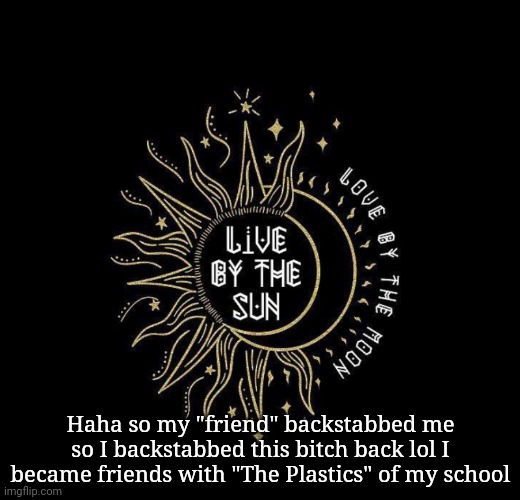 LiVE
BY THE
SUN
LOVE BY THE MOON
Haha so my "friend" backstabbed me
so I backstabbed this bitch back lol I
became friends with "The Plastics" of my school
imgflip.com